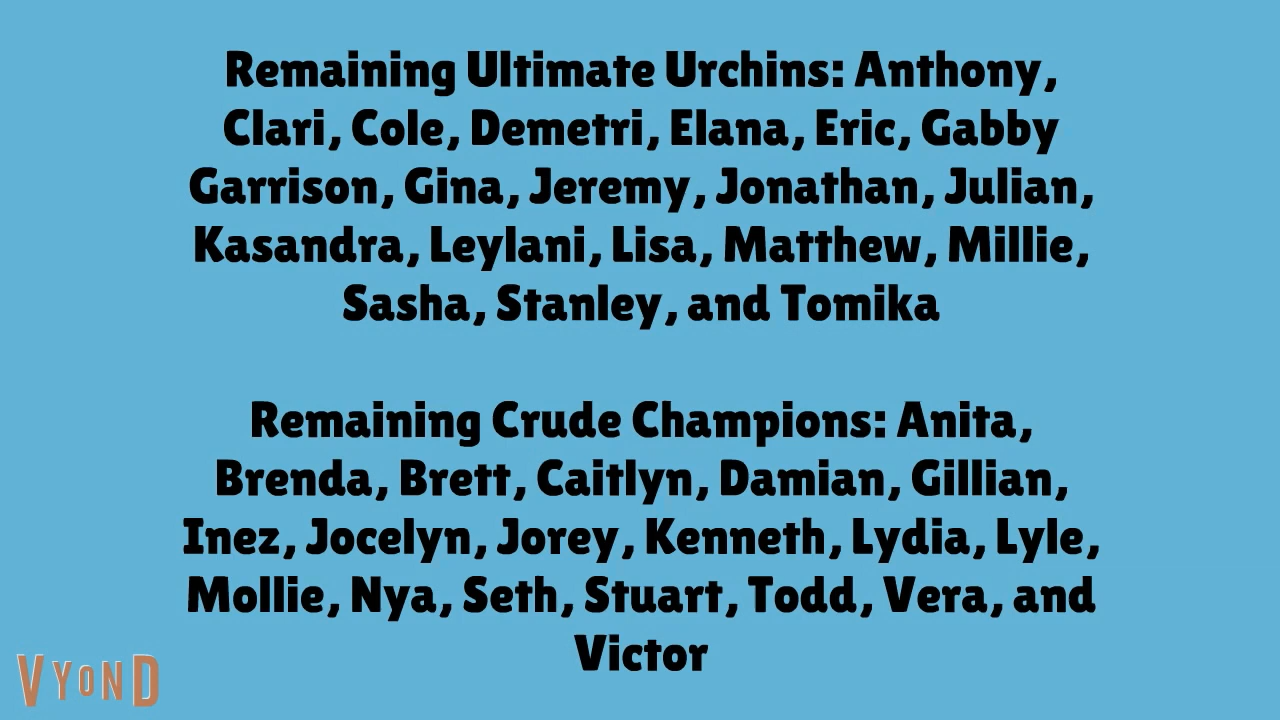 Remaining Ultimate Urchins: Anthony,
Clari, Cole, Demetri, Elana, Eric, Gabby
Garrison, Gina, Jeremy, Jonathan, Julian,
Kasandra, Leylani, Lisa, Matthew, Millie,
Sasha, Stanley, and Tomika
Remaining Crude Champions: Anita,
Brenda, Brett, Caitlyn, Damian, Gillian,
Inez, Jocelyn, Jorey, Kenneth, Lydia, Lyle,
Mollie, Nya, Seth, Stuart, Todd, Vera, and
Victor
VYOND